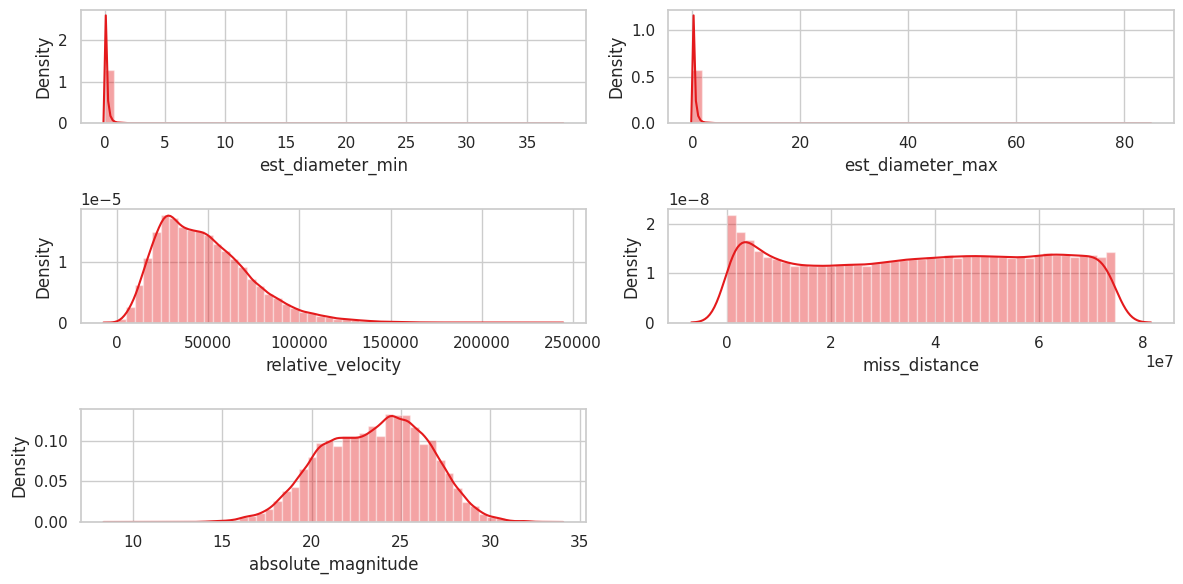 2
1
0
Density
0 5 10 15 20 25 30 35
est_diameter_min
1.0
0.5
0.0
Density
0 20 40 60 80
est_diameter_max
1e−5
1
0
Density
0 50000 100000 150000 200000 250000
relative_velocity
1e−8
2
1
0
Density
0 2 4 6 8
1e7
miss_distance
0.10
0.05
0.00
Density
10 15 20 25 30 35
absolute_magnitude